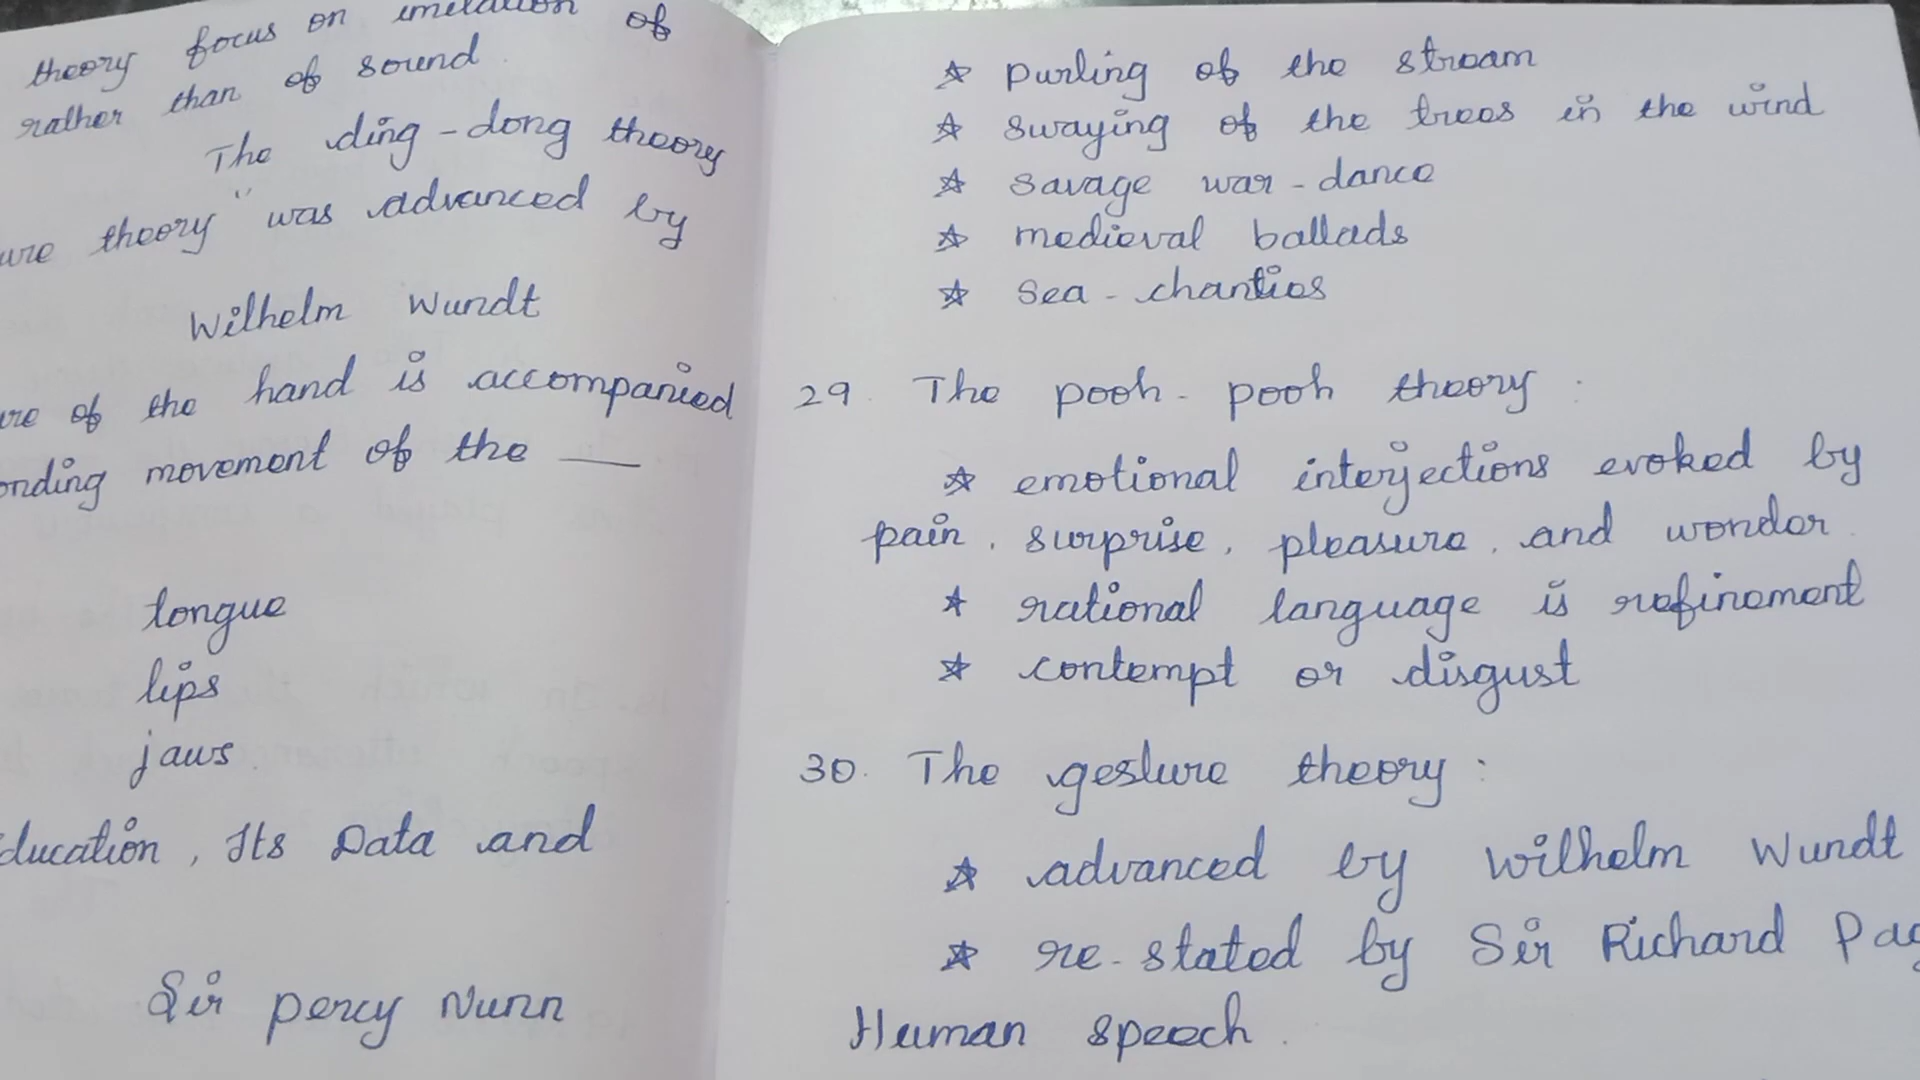 theory focus on imitation of
rather than of sound.
The ding-dong theory
theory" was advanced by
Wilhelm Wundt
of the hand is accompanied
movement of the ___
tongue
lips
jaws.
, Its Data and
Sir Percy Nunn
☆ purling of the stream
☆ swaying of the trees in the wind
☆ savage war-dance
☆ medieval ballads
☆ sea-chanties
29. The pooh-pooh theory:
☆ emotional interjections evoked by
pain, surprise, pleasure, and wonder.
☆ rational language is refinement
☆ contempt or disgust
30. The gesture theory:
☆ advanced by Wilhelm Wundt
☆ re-stated by Sir Richard
Human speech.